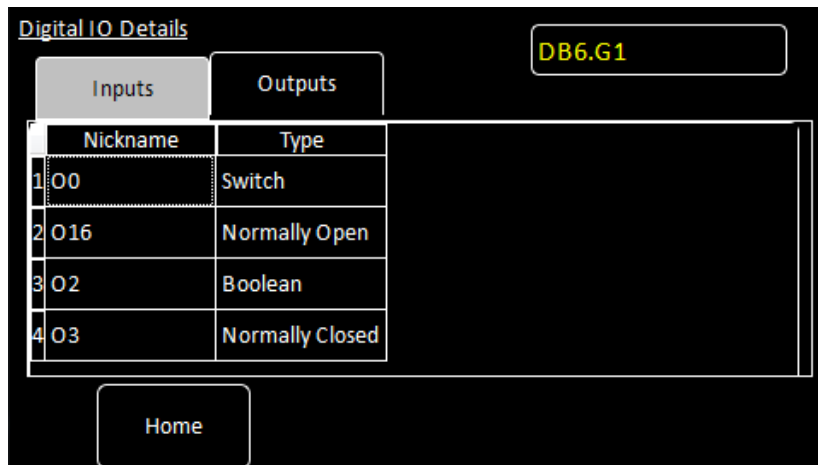 Digital IO Details
DB6.G1
Inputs Outputs
Nickname Type
1 O0 Switch
2 O16 Normally Open
3 O2 Boolean
4 O3 Normally Closed
Home